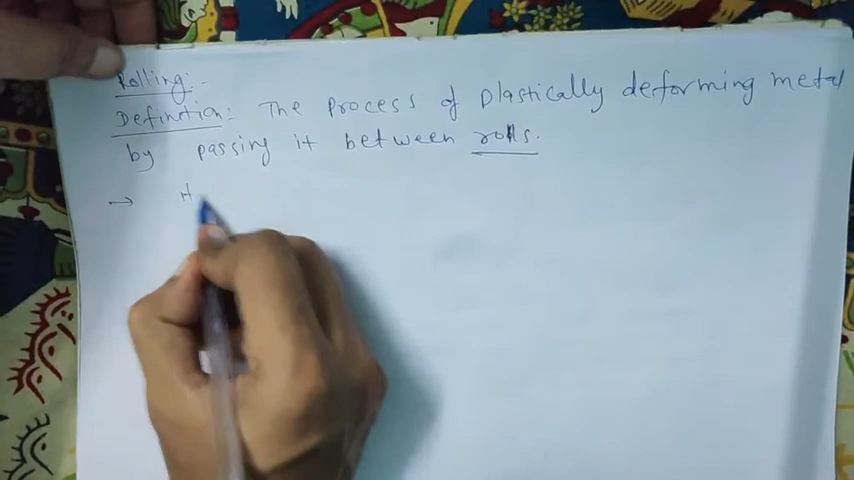 Rolling:-
Definition: The process of plastically deforming metal
by passing it between rolls.
→ H